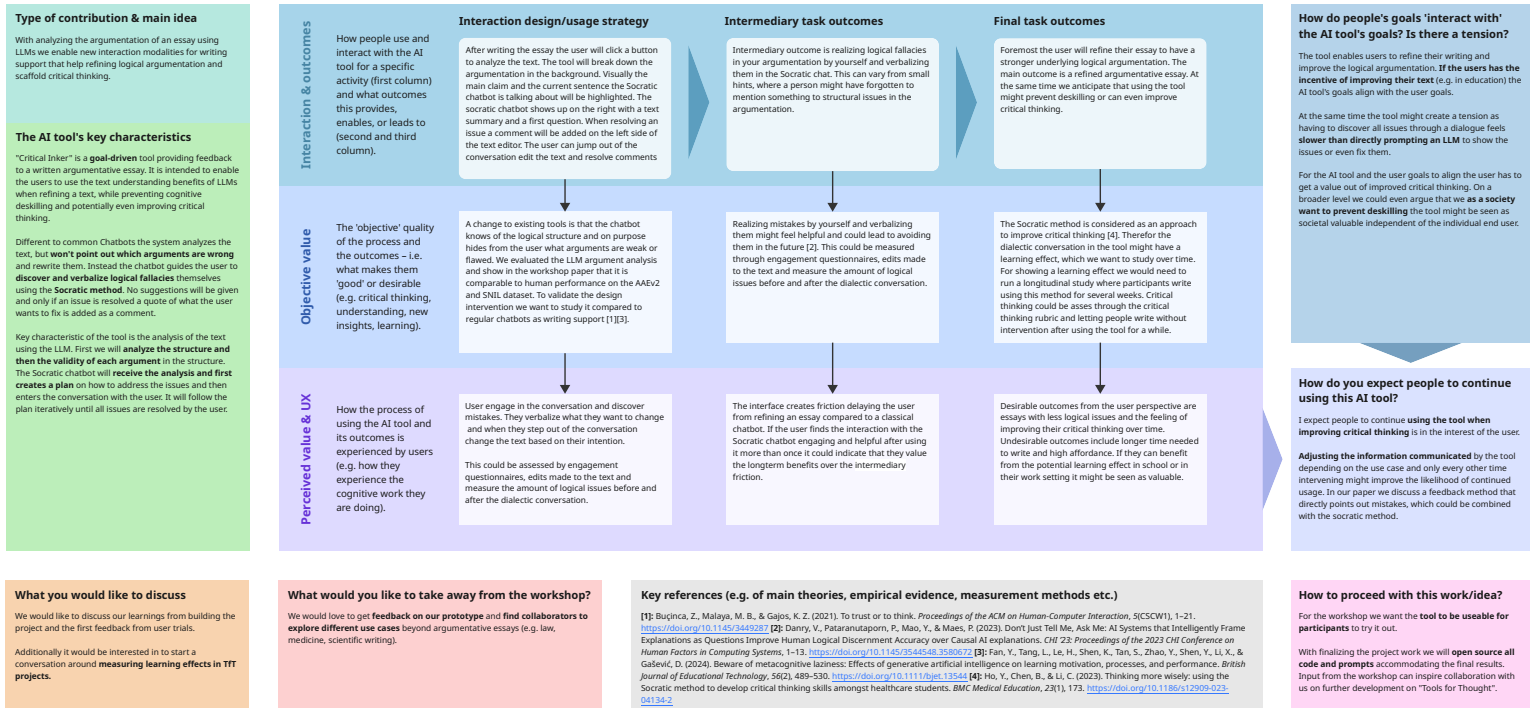 Type of contribution & main idea
With analyzing the argumentation of an essay using
LLMs we enable new interaction modalities for writing
support that help refining logical argumentation and
scaffold critical thinking.
The AI tool's key characteristics
"Critical Inker" is a goal-driven tool providing feedback
to a written argumentative essay. It is intended to enable
the users to use the text understanding benefits of LLMs
when refining a text, while preventing cognitive
deskilling and potentially even improving critical
thinking.
Different to common Chatbots the system analyzes the
text, but won't point out which arguments are wrong
and rewrite them. Instead the chatbot guides the user to
discover and verbalize logical fallacies themselves
using the Socratic method. No suggestions will be given
and only if an issue is resolved a quote of what the user
wants to fix is added as a comment.
Key characteristic of the tool is the analysis of the text
using the LLM. First we will analyze the structure and
then the validity of each argument in the structure.
The Socratic chatbot will receive the analysis and first
creates a plan on how to address the issues and then
enters the conversation with the user. It will follow the
plan iteratively until all issues are resolved by the user.
Interaction & outcomes
How people use and
interact with the AI
tool for a specific
activity (first column)
and what outcomes
this provides,
enables, or leads to
(second and third
column).
Interaction design/usage strategy
After writing the essay the user will click a button
to analyze the text. The tool will break down the
argumentation in the background. Visually the
main claim and the current sentence the Socratic
chatbot is talking about will be highlighted. The
socratic chatbot shows up on the right with a text
summary and a first question. When resolving an
issue a comment will be added on the left side of
the text editor. The user can jump out of the
conversation edit the text and resolve comments
Intermediary task outcomes
Intermediary outcome is realizing logical fallacies
in your argumentation by yourself and verbalizing
them in the Socratic chat. This can vary from small
hints, where a person might have forgotten to
mention something to structural issues in the
argumentation.
Final task outcomes
Foremost the user will refine their essay to have a
stronger underlying logical argumentation. The
main outcome is a refined argumentative essay. At
the same time we anticipate that using the tool
might prevent deskilling or can even improve
critical thinking.
Objective value
The 'objective' quality
of the process and
the outcomes – i.e.
what makes them
'good' or desirable
(e.g. critical thinking,
understanding, new
insights, learning).
A change to existing tools is that the chatbot
knows of the logical structure and on purpose
hides from the user what arguments are weak or
flawed. We evaluated the LLM argument analysis
and show in the workshop paper that it is
comparable to human performance on the AAEv2
and SNIL dataset. To validate the design
intervention we want to study it compared to
regular chatbots as writing support [1][3].
Realizing mistakes by yourself and verbalizing
them might feel helpful and could lead to avoiding
them in the future [2]. This could be measured
through engagement questionnaires, edits made
to the text and measure the amount of logical
issues before and after the dialectic conversation.
The Socratic method is considered as an approach
to improve critical thinking [4]. Therefor the
dialectic conversation in the tool might have a
learning effect, which we want to study over time.
For showing a learning effect we would need to
run a longitudinal study where participants write
using this method for several weeks. Critical
thinking could be asses through the critical
thinking rubric and letting people write without
intervention after using the tool for a while.
Perceived value & UX
How the process of
using the AI tool and
its outcomes is
experienced by users
(e.g. how they
experience the
cognitive work they
are doing).
User engage in the conversation and discover
mistakes. They verbalize what they want to change
and when they step out of the conversation
change the text based on their intention.
This could be assessed by engagement
questionnaires, edits made to the text and
measure the amount of logical issues before and
after the dialectic conversation.
The interface creates friction delaying the user
from refining an essay compared to a classical
chatbot. If the user finds the interaction with the
Socratic chatbot engaging and helpful after using
it more than once it could indicate that they value
the longterm benefits over the intermediary
friction.
Desirable outcomes from the user perspective are
essays with less logical issues and the feeling of
improving their critical thinking over time.
Undesirable outcomes include longer time needed
to write and high affordance. If they can benefit
from the potential learning effect in school or in
their work setting it might be seen as valuable.
How do people's goals 'interact with'
the AI tool's goals? Is there a tension?
The tool enables users to refine their writing and
improve the logical argumentation. If the users has the
incentive of improving their text (e.g. in education) the
AI tool's goals align with the user goals.
At the same time the tool might create a tension as
having to discover all issues through a dialogue feels
slower than directly prompting an LLM to show the
issues or even fix them.
For the AI tool and the user goals to align the user has to
get a value out of improved critical thinking. On a
broader level we could even argue that we as a society
want to prevent deskilling the tool might be seen as
societal valuable independent of the individual end user.
How do you expect people to continue
using this AI tool?
I expect people to continue using the tool when
improving critical thinking is in the interest of the user.
Adjusting the information communicated by the tool
depending on the use case and only every other time
intervening might improve the likelihood of continued
usage. In our paper we discuss a feedback method that
directly points out mistakes, which could be combined
with the socratic method.
What you would like to discuss
We would like to discuss our learnings from building the
project and the first feedback from user trials.
Additionally it would be interested in to start a
conversation around measuring learning effects in TfT
projects.
What would you like to take away from the workshop?
We would love to get feedback on our prototype and find collaborators to
explore different use cases beyond argumentative essays (e.g. law,
medicine, scientific writing).
Key references (e.g. of main theories, empirical evidence, measurement methods etc.)
[1]: Buçinca, Z., Malaya, M. B., & Gajos, K. Z. (2021). To trust or to think. Proceedings of the ACM on Human-Computer Interaction, 5(CSCW1), 1–21.
https://doi.org/10.1145/3449287 [2]: Danry, V., Pataranutaporn, P., Mao, Y., & Maes, P. (2023). Don't Just Tell Me, Ask Me: AI Systems that Intelligently Frame
Explanations as Questions Improve Human Logical Discernment Accuracy over Causal AI explanations. CHI '23: Proceedings of the 2023 CHI Conference on
Human Factors in Computing Systems, 1–13. https://doi.org/10.1145/3544548.3580672 [3]: Fan, Y., Tang, L., Le, H., Shen, K., Tan, S., Zhao, Y., Shen, Y., Li, X., &
Gašević, D. (2024). Beware of metacognitive laziness: Effects of generative artificial intelligence on learning motivation, processes, and performance. British
Journal of Educational Technology, 56(2), 489–530. https://doi.org/10.1111/bjet.13544 [4]: Ho, Y., Chen, B., & Li, C. (2023). Thinking more wisely: using the
Socratic method to develop critical thinking skills amongst healthcare students. BMC Medical Education, 23(1), 173. https://doi.org/10.1186/s12909-023-
04134-2
How to proceed with this work/idea?
For the workshop we want the tool to be useable for
participants to try it out.
With finalizing the project work we will open source all
code and prompts accommodating the final results.
Input from the workshop can inspire collaboration with
us on further development on "Tools for Thought".